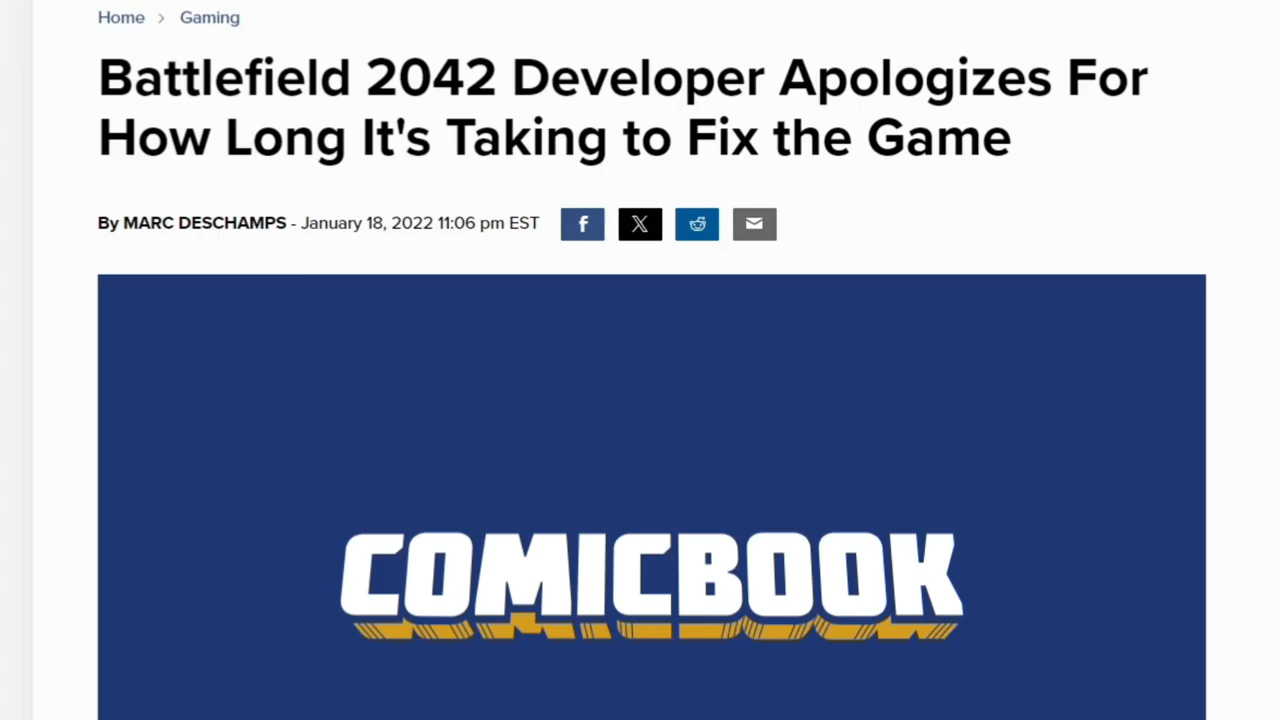 Home > Gaming
Battlefield 2042 Developer Apologizes For
How Long It's Taking to Fix the Game
By MARC DESCHAMPS - January 18, 2022 11:06 pm EST
COMICBOOK